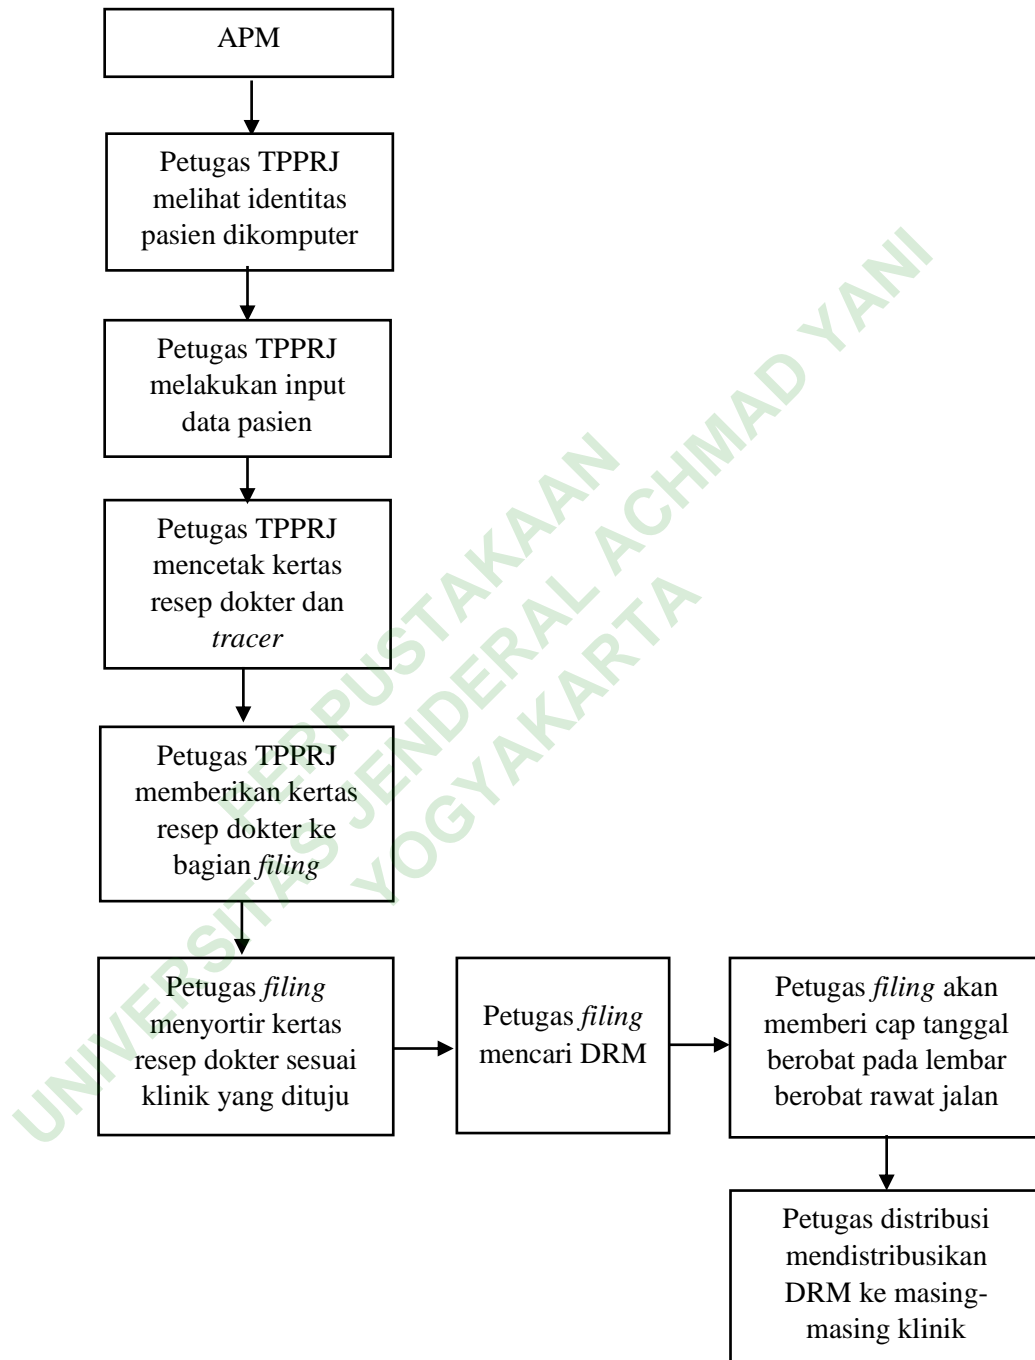 APM
Petugas TPPRJ
melihat identitas
pasien dikomputer
Petugas TPPRJ
melakukan input
data pasien
Petugas TPPRJ
mencetak kertas
resep dokter dan
tracer
Petugas TPPRJ
memberikan kertas
resep dokter ke
bagian filing
Petugas filing
menyortir kertas
resep dokter sesuai
klinik yang dituju
Petugas filing
mencari DRM
Petugas filing akan
memberi cap tanggal
berobat pada lembar
berobat rawat jalan
Petugas distribusi
mendistribusikan
DRM ke masing-
masing klinik
PERPUSTAKAAN
UNIVERSITAS JENDERAL ACHMAD YANI
YOGYAKARTA